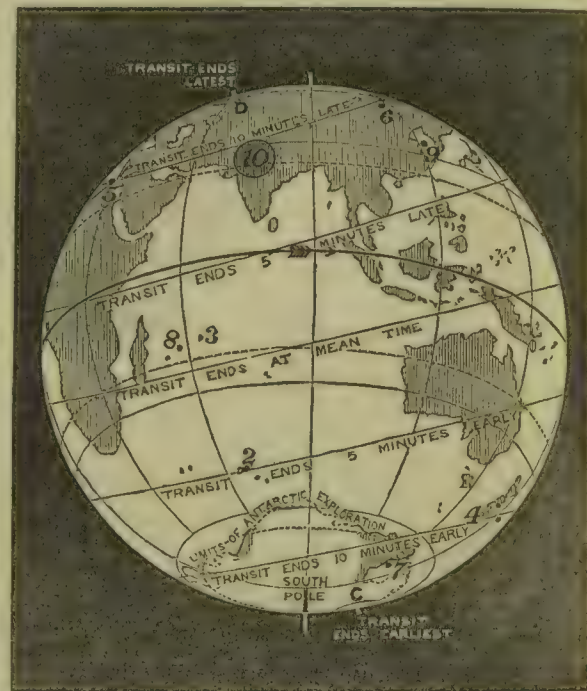 TRANSIT ENDS
LATEST
D
6
TRANSIT ENDS 10 MINUTES LATE
10
9
5
TRANSIT ENDS 5 MINUTES LATE
8
3
TRANSIT ENDS AT MEAN TIME
2
TRANSIT ENDS 5 MINUTES EARLY
4
LIMITS OF ANTARCTIC EXPLORATION
TRANSIT ENDS 10 MINUTES EARLY
7
SOUTH
POLE
C
TRANSIT
ENDS EARLIEST